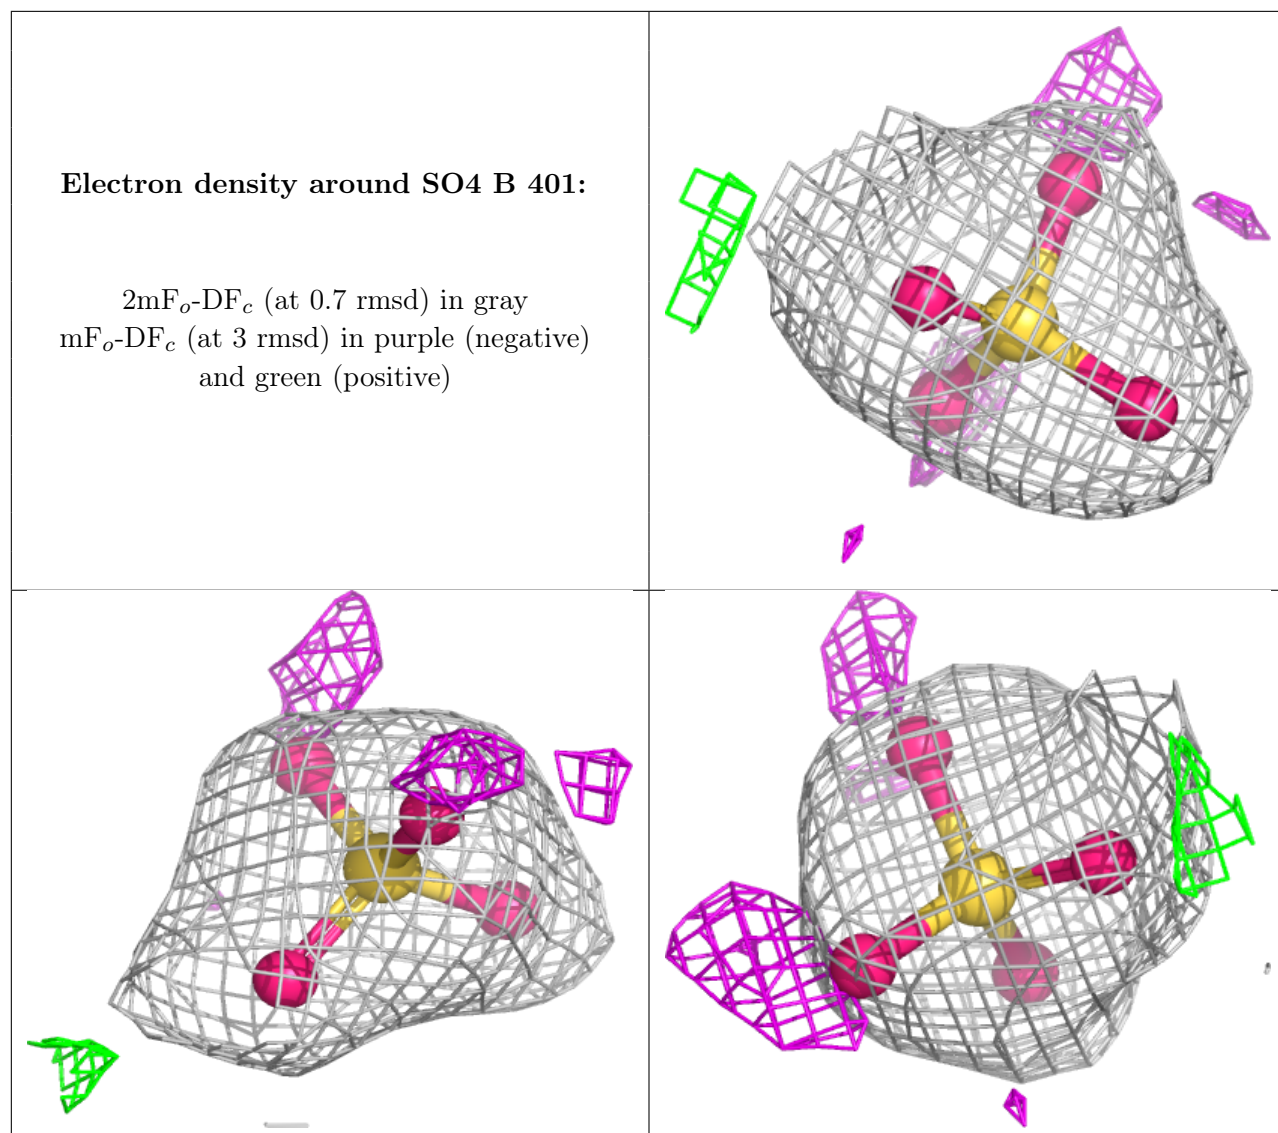 Electron density around SO4 B 401:
2mFₒ-DF𝒸 (at 0.7 rmsd) in gray
mFₒ-DF𝒸 (at 3 rmsd) in purple (negative)
and green (positive)